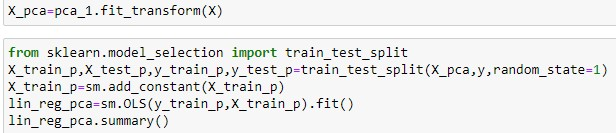 X_pca=pca_1.fit_transform(X)
from sklearn.model_selection import train_test_split
X_train_p,X_test_p,y_train_p,y_test_p=train_test_split(X_pca,y,random_state=1)
X_train_p=sm.add_constant(X_train_p)
lin_reg_pca=sm.OLS(y_train_p,X_train_p).fit()
lin_reg_pca.summary()